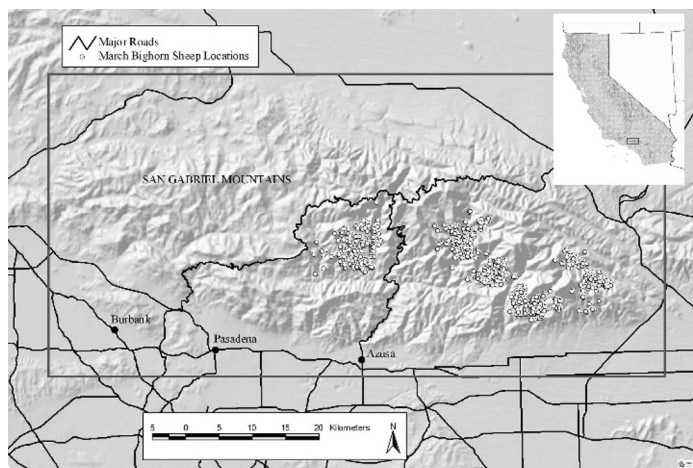 Major Roads
March Bighorn Sheep Locations
SAN GABRIEL MOUNTAINS
Burbank
Pasadena
Azusa
5 0 5 10 15 20 Kilometers
N